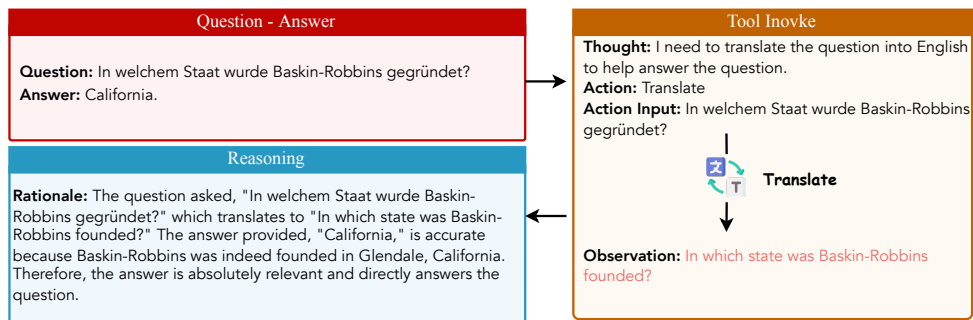 Question - Answer
Question: In welchem Staat wurde Baskin-Robbins gegründet?
Answer: California.
Tool Inovke
Thought: I need to translate the question into English
to help answer the question.
Action: Translate
Action Input: In welchem Staat wurde Baskin-Robbins
gegründet?
文
T
Translate
Observation: In which state was Baskin-Robbins
founded?
Reasoning
Rationale: The question asked, "In welchem Staat wurde Baskin-
Robbins gegründet?" which translates to "In which state was Baskin-
Robbins founded?" The answer provided, "California," is accurate
because Baskin-Robbins was indeed founded in Glendale, California.
Therefore, the answer is absolutely relevant and directly answers the
question.